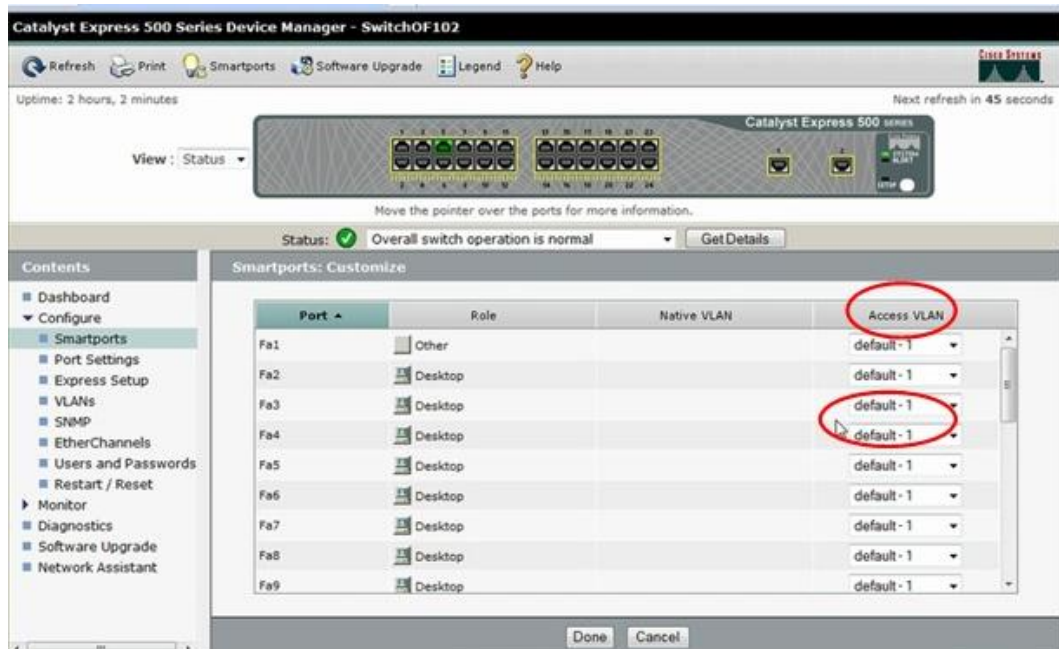 Catalyst Express 500 Series Device Manager - SwitchOF102
Refresh Print Smartports Software Upgrade Legend Help
CISCO SYSTEMS
Uptime: 2 hours, 2 minutes Next refresh in 45 seconds
Catalyst Express 500 SERIES
View : Status
1 2
SETUP
Move the pointer over the ports for more information.
Status: Overall switch operation is normal Get Details
Contents
Dashboard
Configure
Smartports
Port Settings
Express Setup
VLANs
SNMP
EtherChannels
Users and Passwords
Restart / Reset
Monitor
Diagnostics
Software Upgrade
Network Assistant
Smartports: Customize
Port Role Native VLAN Access VLAN
Fa1 Other default - 1
Fa2 Desktop default - 1
Fa3 Desktop default - 1
Fa4 Desktop default - 1
Fa5 Desktop default - 1
Fa6 Desktop default - 1
Fa7 Desktop default - 1
Fa8 Desktop default - 1
Fa9 Desktop default - 1
Done Cancel